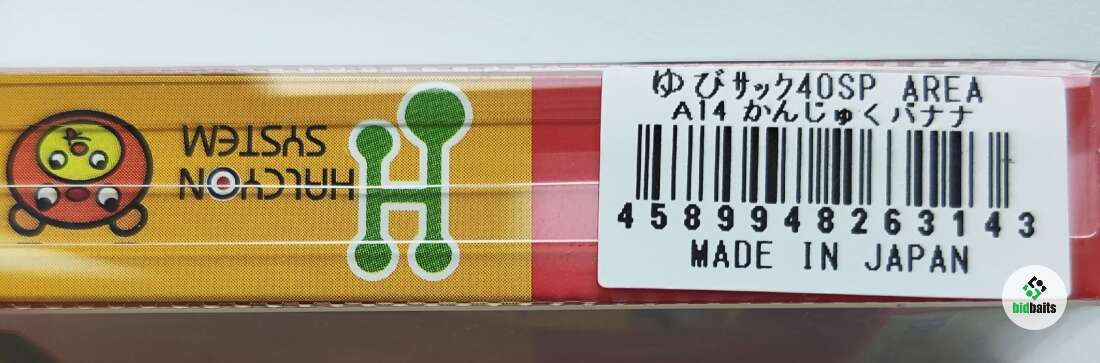 HALCYON
SYSTEM
ゆびサック40SP AREA
A14 かんじゅくバナナ
4589948263143
MADE IN JAPAN
bidbaits